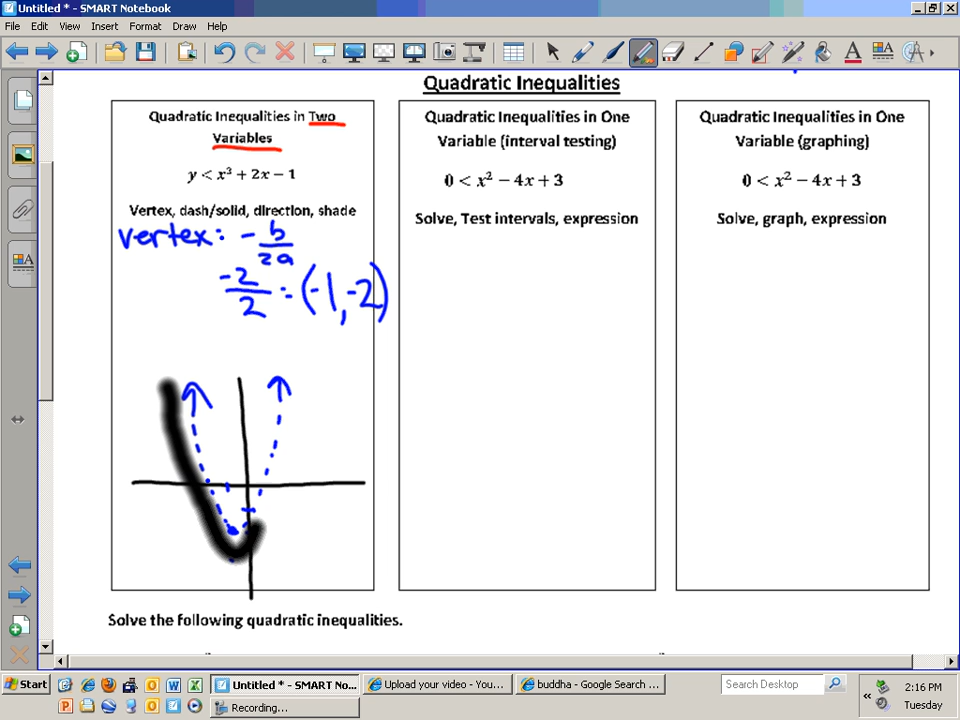 Untitled * - SMART Notebook
File Edit View Insert Format Draw Help
Quadratic Inequalities
Quadratic Inequalities in Two
Variables
y < x² + 2x − 1
Vertex, dash/solid, direction, shade
vertex: - b/2a
-2/2 = (-1,-2)
Quadratic Inequalities in One
Variable (interval testing)
0 < x² − 4x + 3
Solve, Test intervals, expression
Quadratic Inequalities in One
Variable (graphing)
0 < x² − 4x + 3
Solve, graph, expression
Solve the following quadratic inequalities.
Start
Untitled * - SMART No...
Upload your video - You...
buddha - Google Search ...
Search Desktop
2:16 PM
Recording...
Tuesday